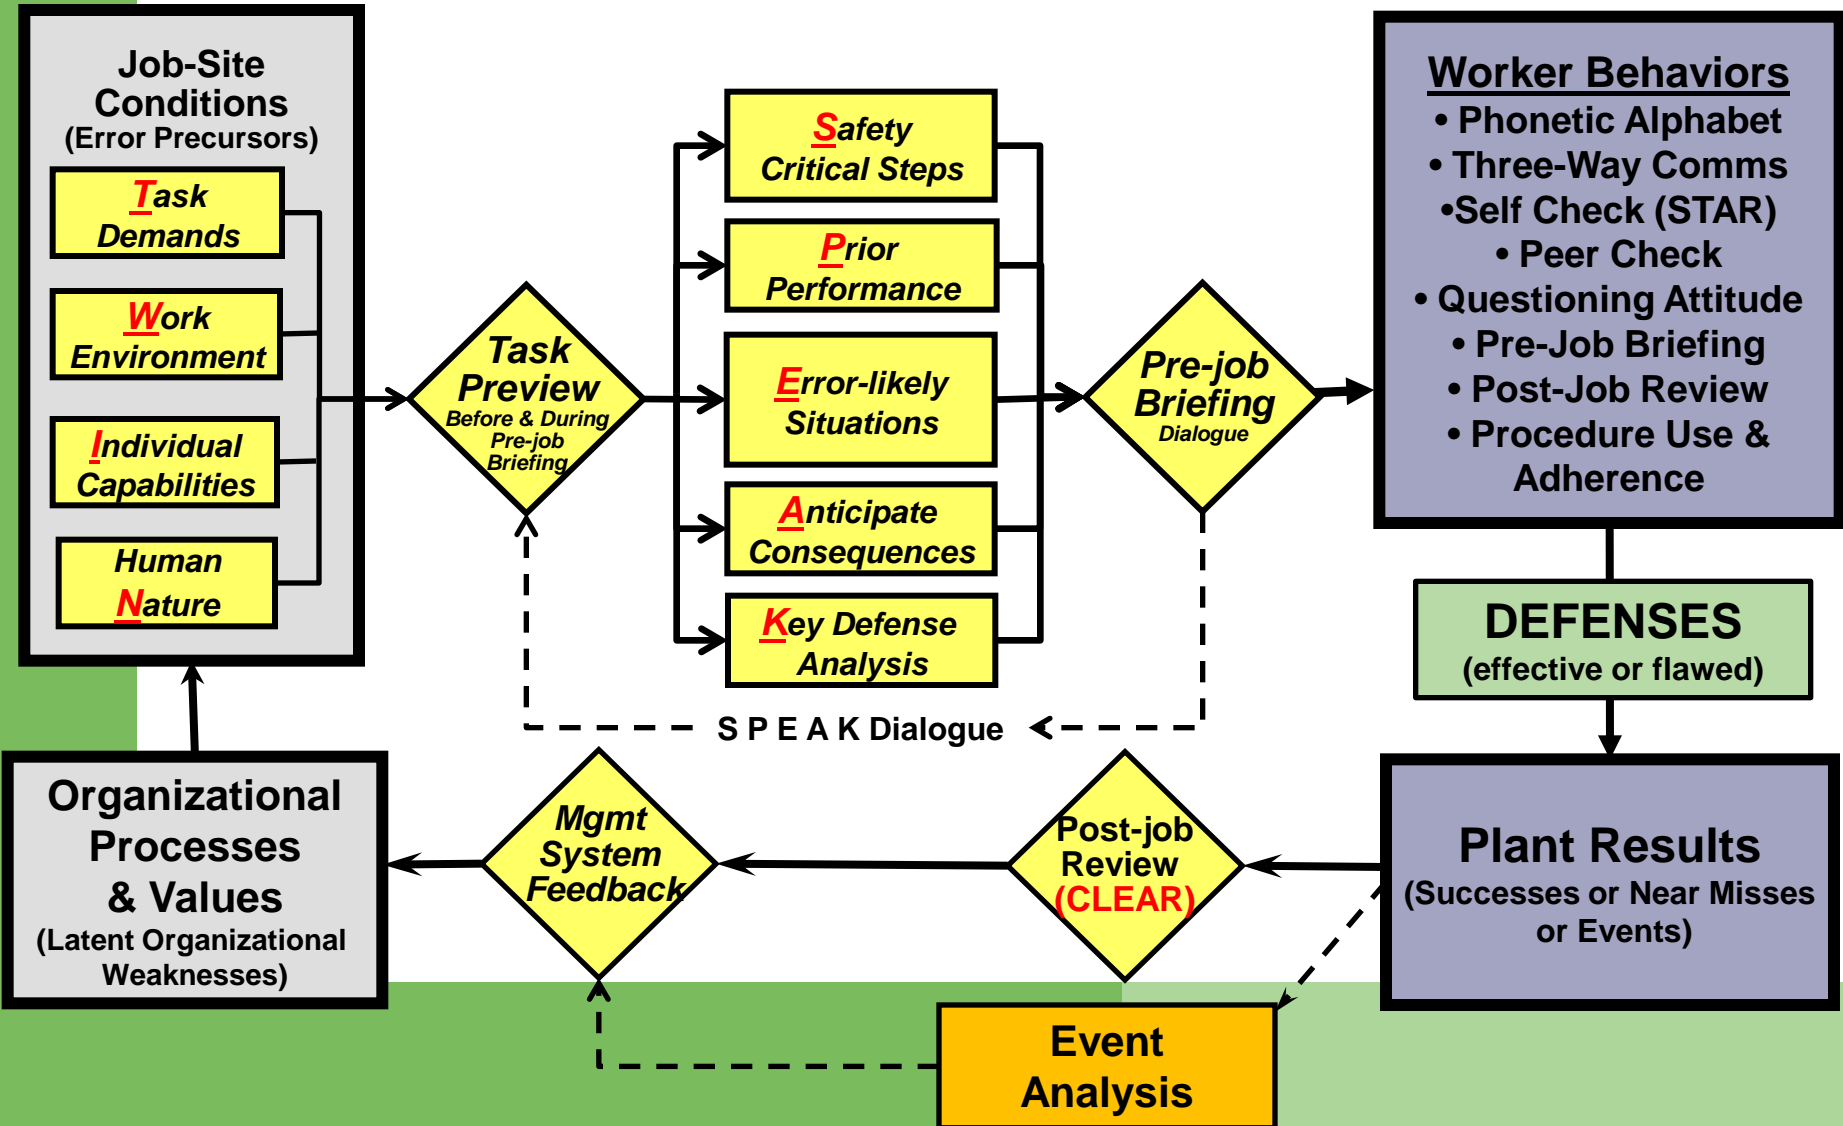 Job-Site
Conditions
(Error Precursors)
Task
Demands
Work
Environment
Individual
Capabilities
Human
Nature
Task
Preview
Before & During
Pre-job
Briefing
Safety
Critical Steps
Prior
Performance
Error-likely
Situations
Anticipate
Consequences
Key Defense
Analysis
Pre-job
Briefing
Dialogue
S P E A K Dialogue
Worker Behaviors
• Phonetic Alphabet
• Three-Way Comms
•Self Check (STAR)
• Peer Check
• Questioning Attitude
• Pre-Job Briefing
• Post-Job Review
• Procedure Use &
Adherence
DEFENSES
(effective or flawed)
Plant Results
(Successes or Near Misses
or Events)
Post-job
Review
(CLEAR)
Mgmt
System
Feedback
Organizational
Processes
& Values
(Latent Organizational
Weaknesses)
Event
Analysis